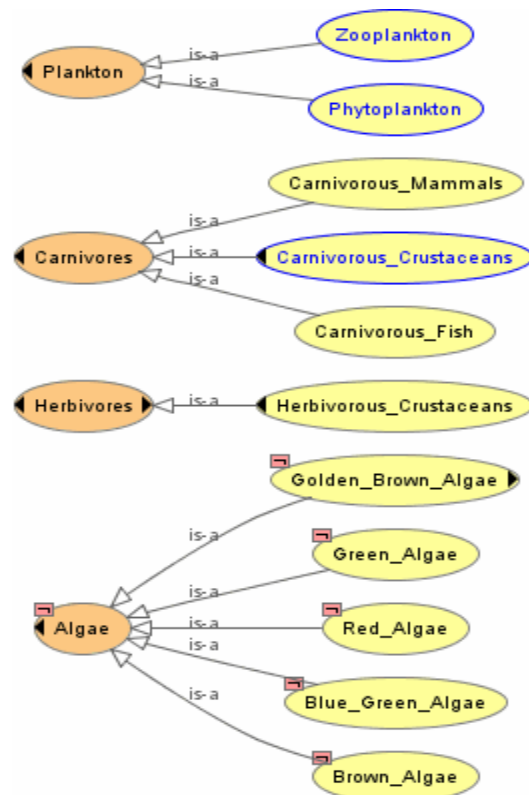 Zooplankton
is-a
Plankton
is-a
Phytoplankton
Carnivorous_Mammals
is-a
Carnivores
is-a
Carnivorous_Crustaceans
is-a
Carnivorous_Fish
Herbivores
is-a
Herbivorous_Crustaceans
Golden_Brown_Algae
is-a
Green_Algae
is-a
Algae
is-a
Red_Algae
is-a
Blue_Green_Algae
is-a
Brown_Algae